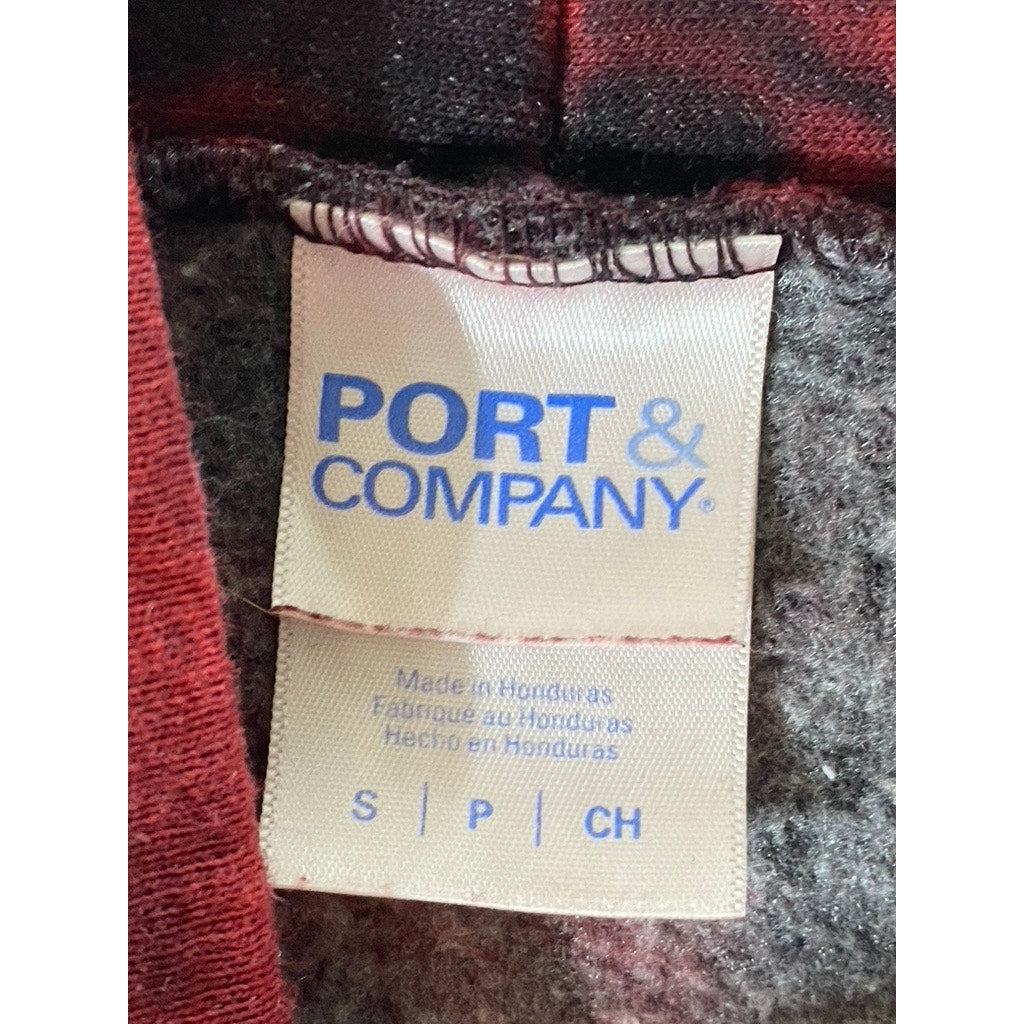 PORT &
COMPANY®
Made in Honduras
Fabriqué au Honduras
Hecho en Honduras
S | P | CH